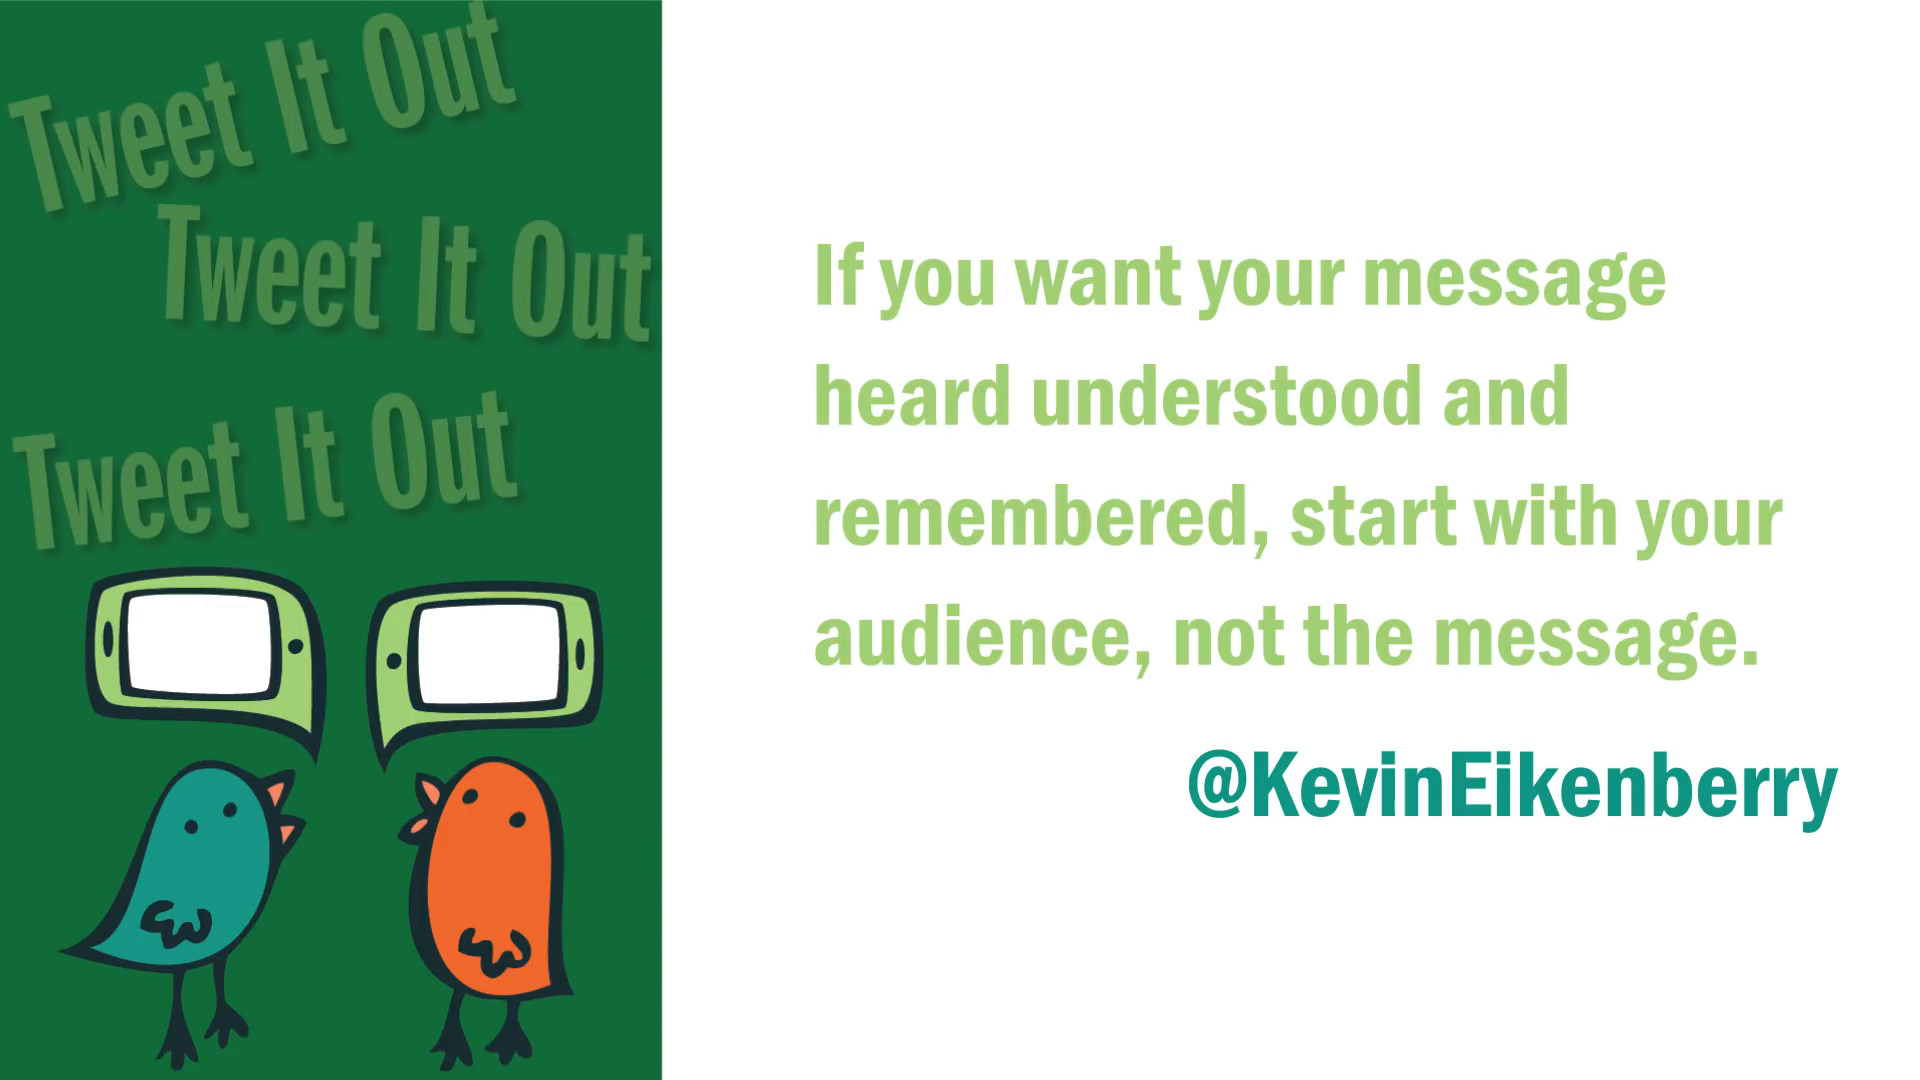 Tweet It Out
Tweet It Out
Tweet It Out
If you want your message
heard understood and
remembered, start with your
audience, not the message.
@KevinEikenberry